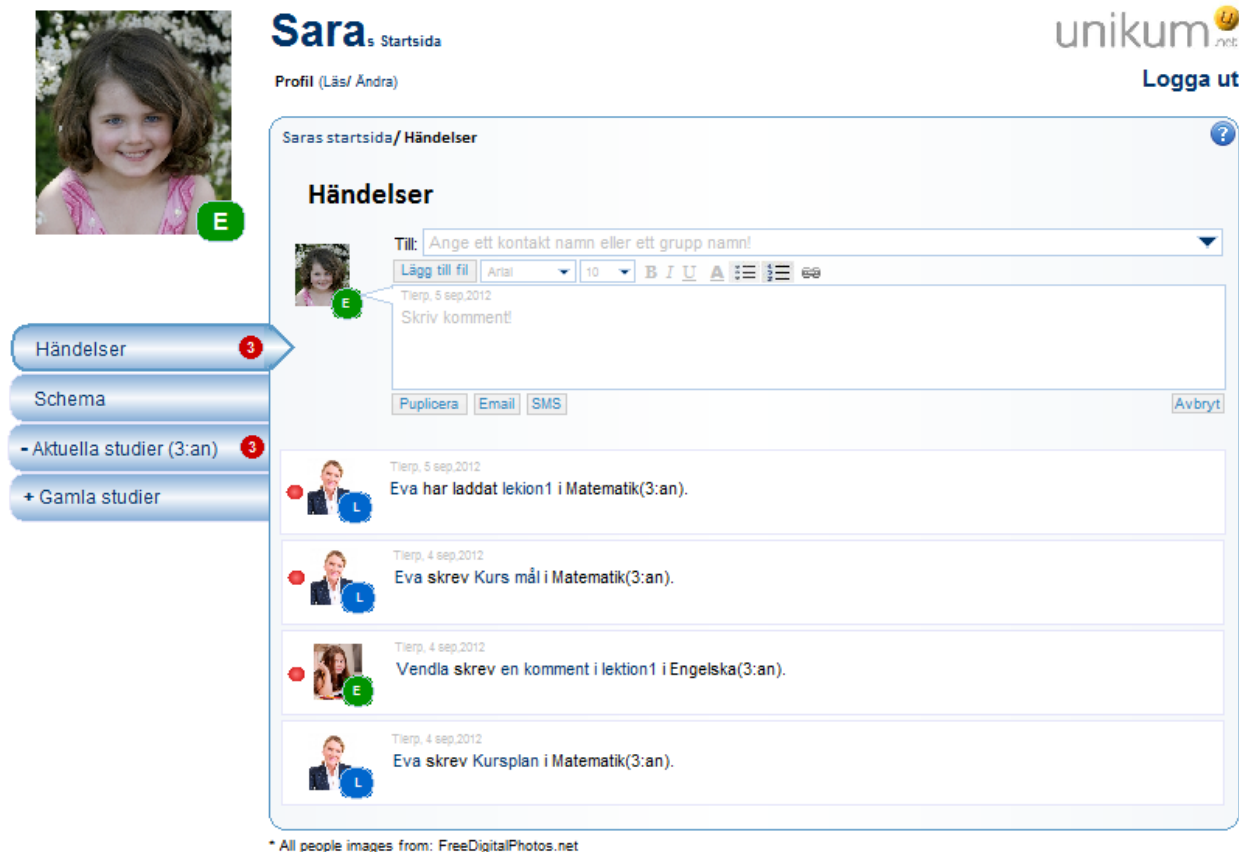 Saras Startsida
unikum.net
u
Profil (Läs/ Ändra)
Logga ut
E
Saras startsida/ Händelser
?
Händelser
Till: Ange ett kontakt namn eller ett grupp namn!
Lägg till fil Arial 10 B I U A
E
Tierp, 5 sep,2012
Skriv komment!
Puplicera Email SMS Avbryt
Händelser 3
Schema
- Aktuella studier (3:an) 3
+ Gamla studier
Tierp, 5 sep,2012
Eva har laddat lekion1 i Matematik(3:an).
L
Tierp, 4 sep,2012
Eva skrev Kurs mål i Matematik(3:an).
L
Tierp, 4 sep,2012
Vendla skrev en komment i lektion1 i Engelska(3:an).
E
Tierp, 4 sep,2012
Eva skrev Kursplan i Matematik(3:an).
L
* All people images from: FreeDigitalPhotos.net